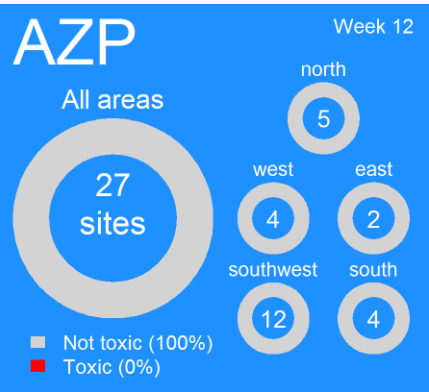 AZP
Week 12
All areas
27
sites
north
5
west
4
east
2
southwest
12
south
4
Not toxic (100%)
Toxic (0%)